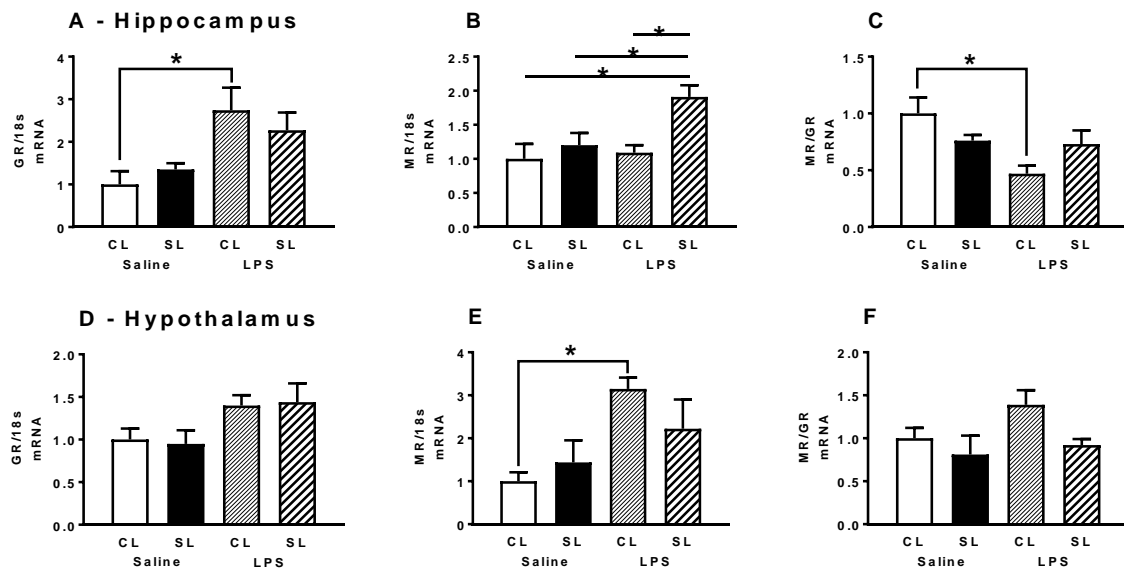 A - Hippocampus
GR/18s
mRNA
4
3
2
1
0
*
CL SL CL SL
Saline LPS
B
MR/18s
mRNA
2.5
2.0
1.5
1.0
0.5
0.0
*
*
*
CL SL CL SL
Saline LPS
C
MR/GR
mRNA
1.5
1.0
0.5
0.0
*
CL SL CL SL
Saline LPS
D - Hypothalamus
GR/18s
mRNA
2.0
1.5
1.0
0.5
0.0
CL SL CL SL
Saline LPS
E
MR/18s
mRNA
4
3
2
1
0
*
CL SL CL SL
Saline LPS
F
MR/GR
mRNA
2.0
1.5
1.0
0.5
0.0
CL SL CL SL
Saline LPS